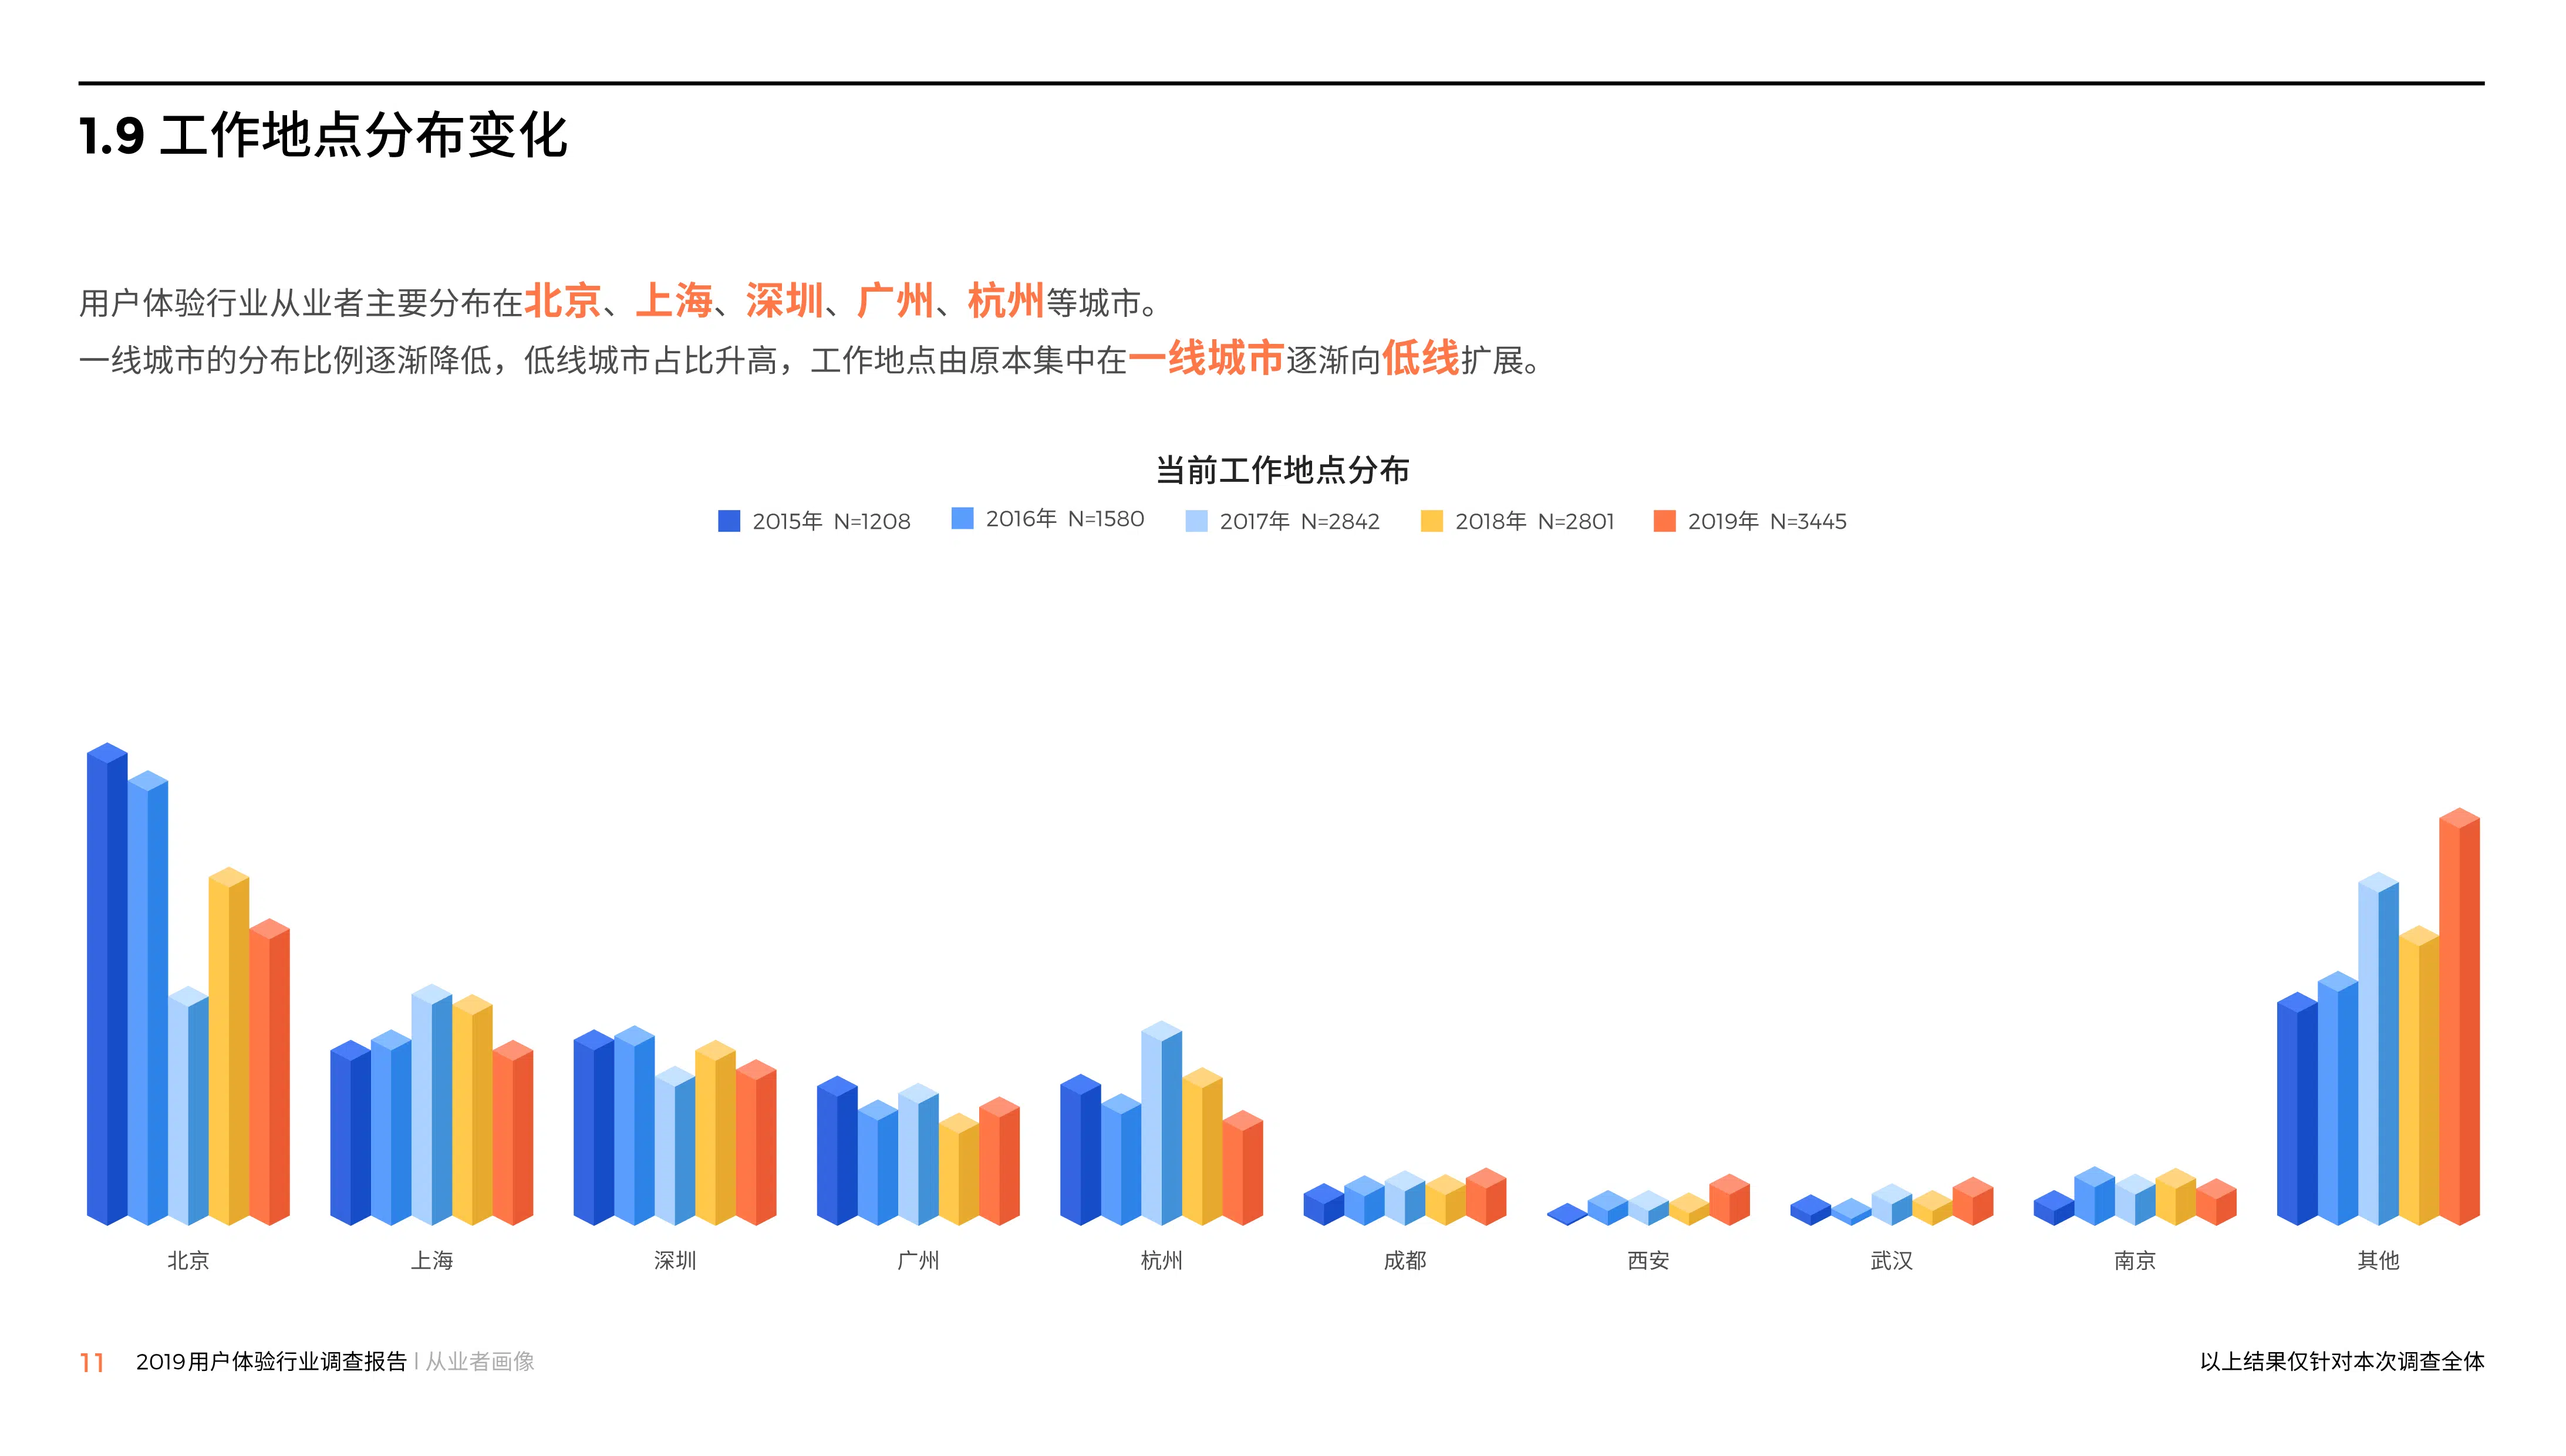 1.9 工作地点分布变化
用户体验行业从业者主要分布在北京、上海、深圳、广州、杭州等城市。
一线城市的分布比例逐渐降低，低线城市占比升高，工作地点由原本集中在一线城市逐渐向低线扩展。
当前工作地点分布
2015年 N=1208 2016年 N=1580 2017年 N=2842 2018年 N=2801 2019年 N=3445
北京 上海 深圳 广州 杭州 成都 西安 武汉 南京 其他
11 2019用户体验行业调查报告 | 从业者画像 以上结果仅针对本次调查全体